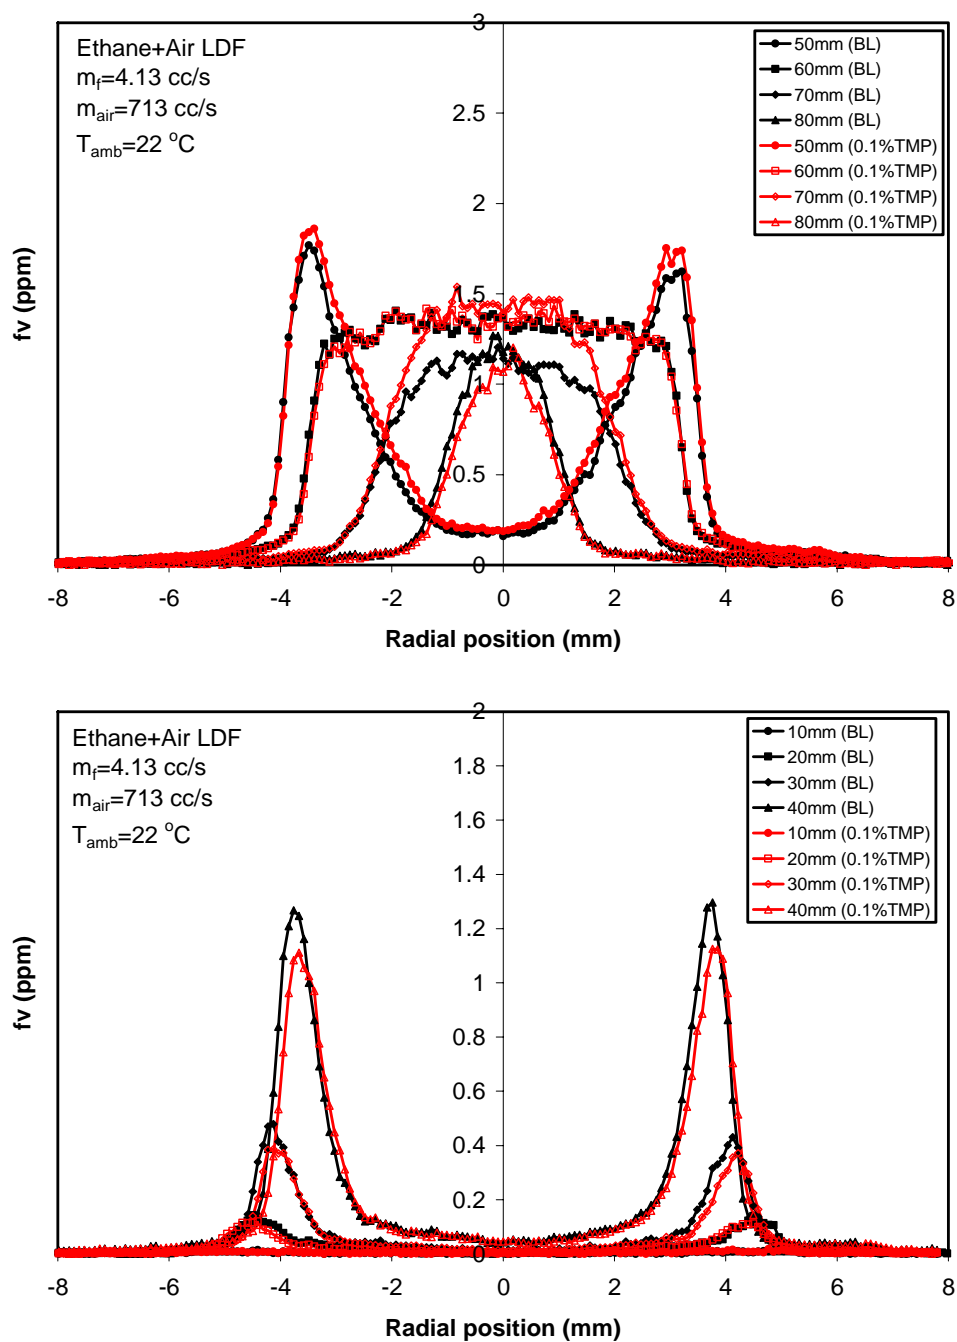 Ethane+Air LDF
m_f=4.13 cc/s
m_air=713 cc/s
T_amb=22 °C
50mm (BL)
60mm (BL)
70mm (BL)
80mm (BL)
50mm (0.1%TMP)
60mm (0.1%TMP)
70mm (0.1%TMP)
80mm (0.1%TMP)
3
2.5
2
1.5
1
0.5
0
fv (ppm)
-8 -6 -4 -2 0 2 4 6 8
Radial position (mm)
Ethane+Air LDF
m_f=4.13 cc/s
m_air=713 cc/s
T_amb=22 °C
10mm (BL)
20mm (BL)
30mm (BL)
40mm (BL)
10mm (0.1%TMP)
20mm (0.1%TMP)
30mm (0.1%TMP)
40mm (0.1%TMP)
2
1.8
1.6
1.4
1.2
1
0.8
0.6
0.4
0.2
0
fv (ppm)
-8 -6 -4 -2 0 2 4 6 8
Radial position (mm)